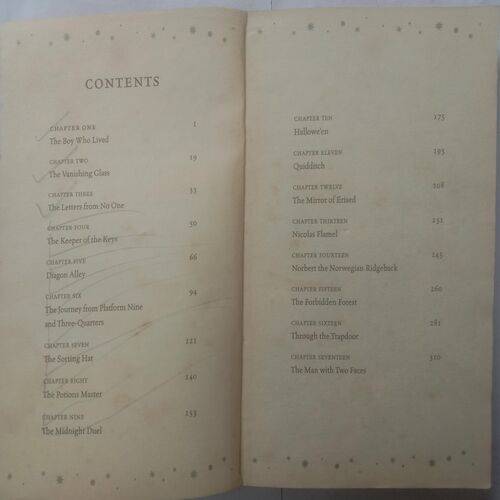 CONTENTS
CHAPTER ONE 1
The Boy Who Lived
CHAPTER TWO 19
The Vanishing Glass
CHAPTER THREE 33
The Letters from No One
CHAPTER FOUR 50
The Keeper of the Keys
CHAPTER FIVE 66
Diagon Alley
CHAPTER SIX 94
The Journey from Platform Nine
and Three-Quarters
CHAPTER SEVEN 121
The Sorting Hat
CHAPTER EIGHT 140
The Potions Master
CHAPTER NINE 153
The Midnight Duel
CHAPTER TEN 175
Hallowe'en
CHAPTER ELEVEN 193
Quidditch
CHAPTER TWELVE 208
The Mirror of Erised
CHAPTER THIRTEEN 231
Nicolas Flamel
CHAPTER FOURTEEN 245
Norbert the Norwegian Ridgeback
CHAPTER FIFTEEN 260
The Forbidden Forest
CHAPTER SIXTEEN 281
Through the Trapdoor
CHAPTER SEVENTEEN 310
The Man with Two Faces